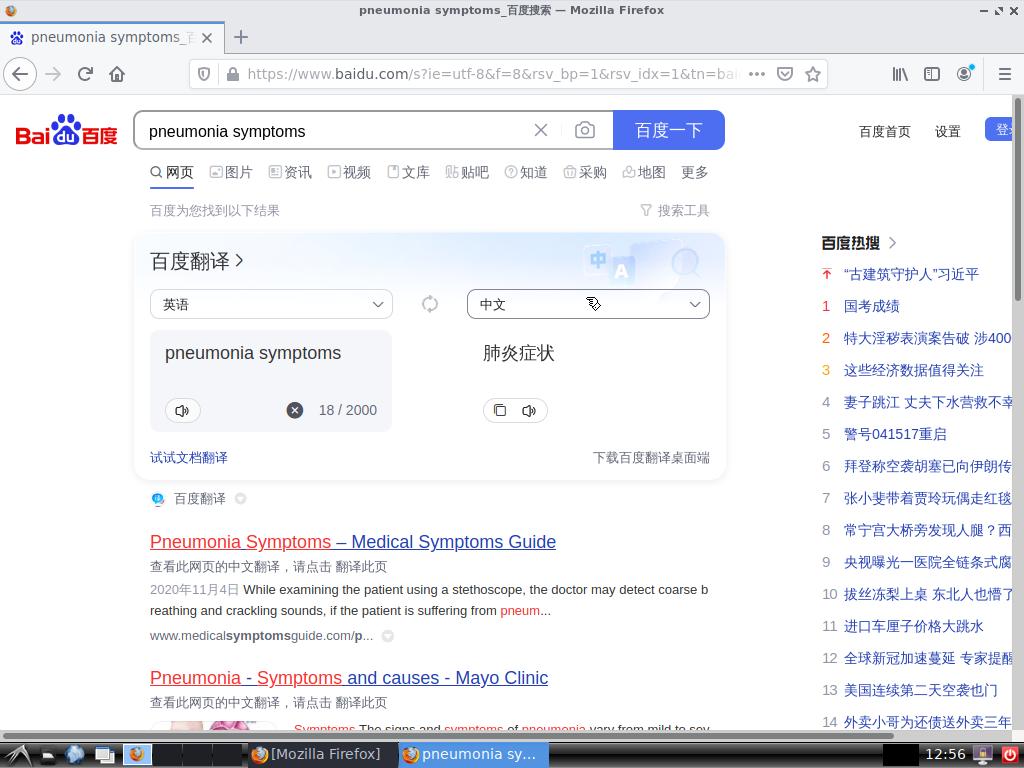 pneumonia symptoms_百度搜索 — Mozilla Firefox
pneumonia symptoms_百
https://www.baidu.com/s?ie=utf-8&f=8&rsv_bp=1&rsv_idx=1&tn=bai
Bai du 百度
pneumonia symptoms
百度一下
百度首页
设置
登
网页
图片
资讯
视频
文库
贴吧
知道
采购
地图
更多
百度为您找到以下结果
搜索工具
百度翻译
中
A
英语
中文
pneumonia symptoms
肺炎症状
18 / 2000
试试文档翻译
下载百度翻译桌面端
百度翻译
Pneumonia Symptoms – Medical Symptoms Guide
查看此网页的中文翻译，请点击 翻译此页
2020年11月4日 While examining the patient using a stethoscope, the doctor may detect coarse b
reathing and crackling sounds, if the patient is suffering from pneum...
www.medicalsymptomsguide.com/p...
Pneumonia - Symptoms and causes - Mayo Clinic
查看此网页的中文翻译，请点击 翻译此页
Symptoms The signs and symptoms of pneumonia vary from mild to sev
百度热搜
“古建筑守护人”习近平
1 国考成绩
2 特大淫秽表演案告破 涉400
3 这些经济数据值得关注
4 妻子跳江 丈夫下水营救不幸
5 警号041517重启
6 拜登称空袭胡塞已向伊朗传
7 张小斐带着贾玲玩偶走红毯
8 常宁宫大桥旁发现人腿？西
9 央视曝光一医院全链条式腐
10 拔丝冻梨上桌 东北人也懵了
11 进口车厘子价格大跳水
12 全球新冠加速蔓延 专家提醒
13 美国连续第二天空袭也门
14 外卖小哥为还债送外卖三年
[Mozilla Firefox]
pneumonia sy...
12:56